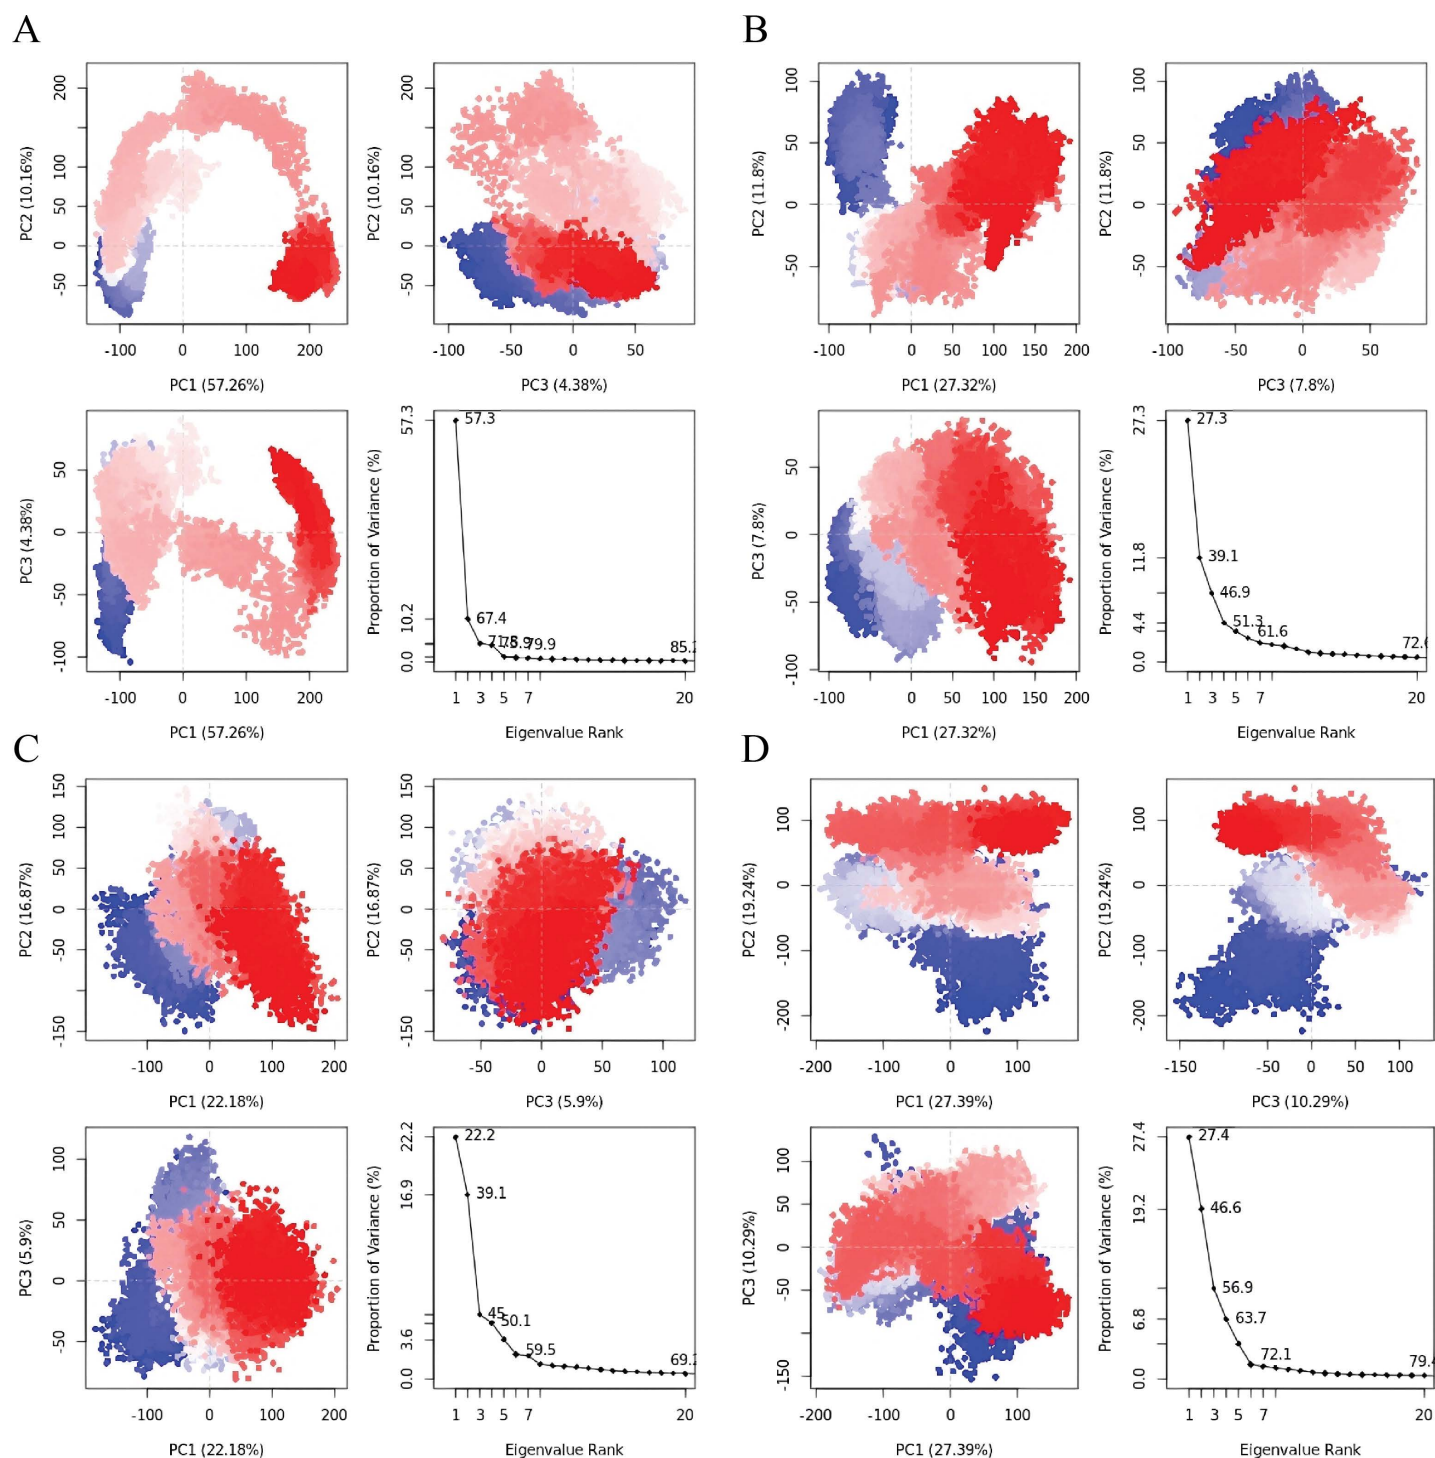 A
B
200
100
50
0
-50
PC2 (10.16%)
-100 0 100 200
PC1 (57.26%)
200
100
50
0
-50
PC2 (10.16%)
-100 -50 0 50
PC3 (4.38%)
100
50
0
-50
PC2 (11.8%)
-100 0 50 100 150 200
PC1 (27.32%)
100
50
0
-50
PC2 (11.8%)
-100 -50 0 50
PC3 (7.8%)
50
0
-50
-100
PC3 (4.38%)
-100 0 100 200
PC1 (57.26%)
57.3
10.2
0.0
Proportion of Variance (%)
57.3
67.4
79.9
1 3 5 7 20
Eigenvalue Rank
50
0
-50
-100
PC3 (7.8%)
-100 0 50 100 150 200
PC1 (27.32%)
27.3
11.8
4.4
0.0
Proportion of Variance (%)
27.3
39.1
46.9
51.3
61.6
1 3 5 7 20
Eigenvalue Rank
C
D
150
100
50
0
-50
-150
PC2 (16.87%)
-100 0 100 200
PC1 (22.18%)
150
100
50
0
-50
-150
PC2 (16.87%)
-50 0 50 100
PC3 (5.9%)
100
0
-100
-200
PC2 (19.24%)
-200 -100 0 100
PC1 (27.39%)
100
0
-100
-200
PC2 (19.24%)
-150 -50 0 50 100
PC3 (10.29%)
100
50
0
-50
PC3 (5.9%)
-100 0 100 200
PC1 (22.18%)
22.2
16.9
3.6
0.0
Proportion of Variance (%)
22.2
39.1
45
50.1
59.5
1 3 5 7 20
Eigenvalue Rank
100
50
0
-50
-150
PC3 (10.29%)
-200 -100 0 100
PC1 (27.39%)
27.4
19.2
6.8
0.0
Proportion of Variance (%)
27.4
46.6
56.9
63.7
72.1
1 3 5 7 20
Eigenvalue Rank